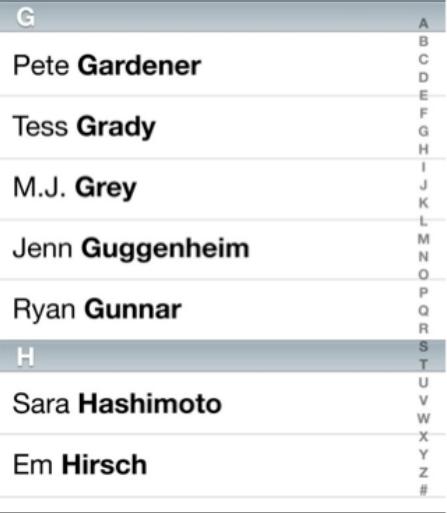 G
Pete Gardener
Tess Grady
M.J. Grey
Jenn Guggenheim
Ryan Gunnar
H
Sara Hashimoto
Em Hirsch
A
B
C
D
E
F
G
H
I
J
K
L
M
N
O
P
Q
R
S
T
U
V
W
X
Y
Z
#